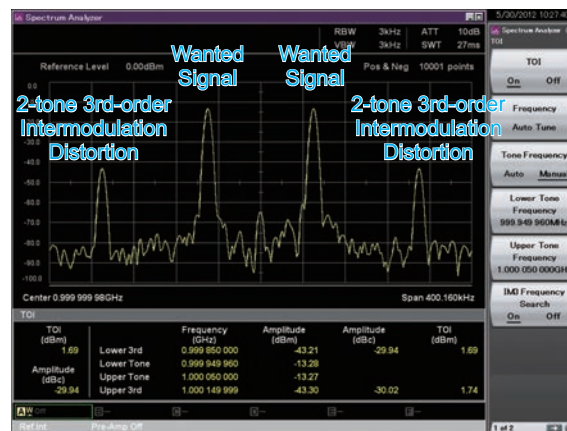 Spectrum Analyzer
5/20/2012 10:27:4
RBW 3kHz ATT 10dB
VBW 3kHz SWT 27ms
Reference Level 0.00dBm
Pos & Neg 10001 points
Wanted Signal
Wanted Signal
2-tone 3rd-order
Intermodulation
Distortion
2-tone 3rd-order
Intermodulation
Distortion
0.0
-40.0
-50.0
-60.0
-70.0
-80.0
-90.0
-100.0
Center 0.999 999 98GHz
Span 400.160kHz
TOI
TOI (dBm) Frequency (GHz) Amplitude (dBm) Amplitude (dBc) TOI (dBm)
1.69 Lower 3rd 0.999 850 000 -43.21 -29.94 1.69
Amplitude (dBc) Lower Tone 0.999 949 960 -13.28
Upper Tone 1.000 050 000 -13.27
-29.94 Upper 3rd 1.000 149 999 -43.30 -30.02 1.74
Off
Ref.Int Pre-Amp Off
Spectrum Analyzer
TOI
TOI
On Off
Frequency
Auto Tune
Tone Frequency
Auto Manua
Lower Tone
Frequency
999.949 960MHz
Upper Tone
Frequency
1.000 050 000GH
IM3 Frequency
Search
On Off
1 of 2